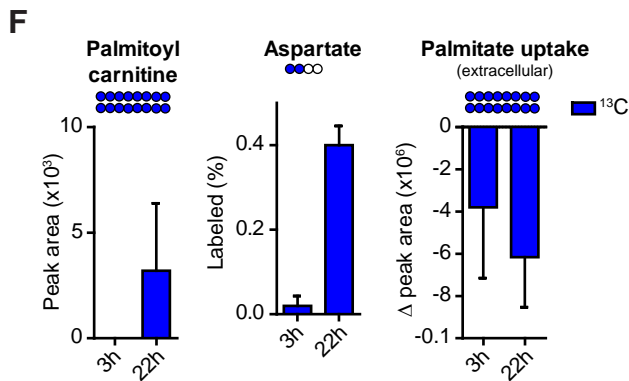 F
Palmitoyl
carnitine
10
5
0
Peak area (x10³)
3h
22h
Aspartate
0.4
0.2
0.0
Labeled (%)
3h
22h
Palmitate uptake
(extracellular)
¹³C
0
-2
-4
-6
-8
-0.1
Δ peak area (x10⁶)
3h
22h